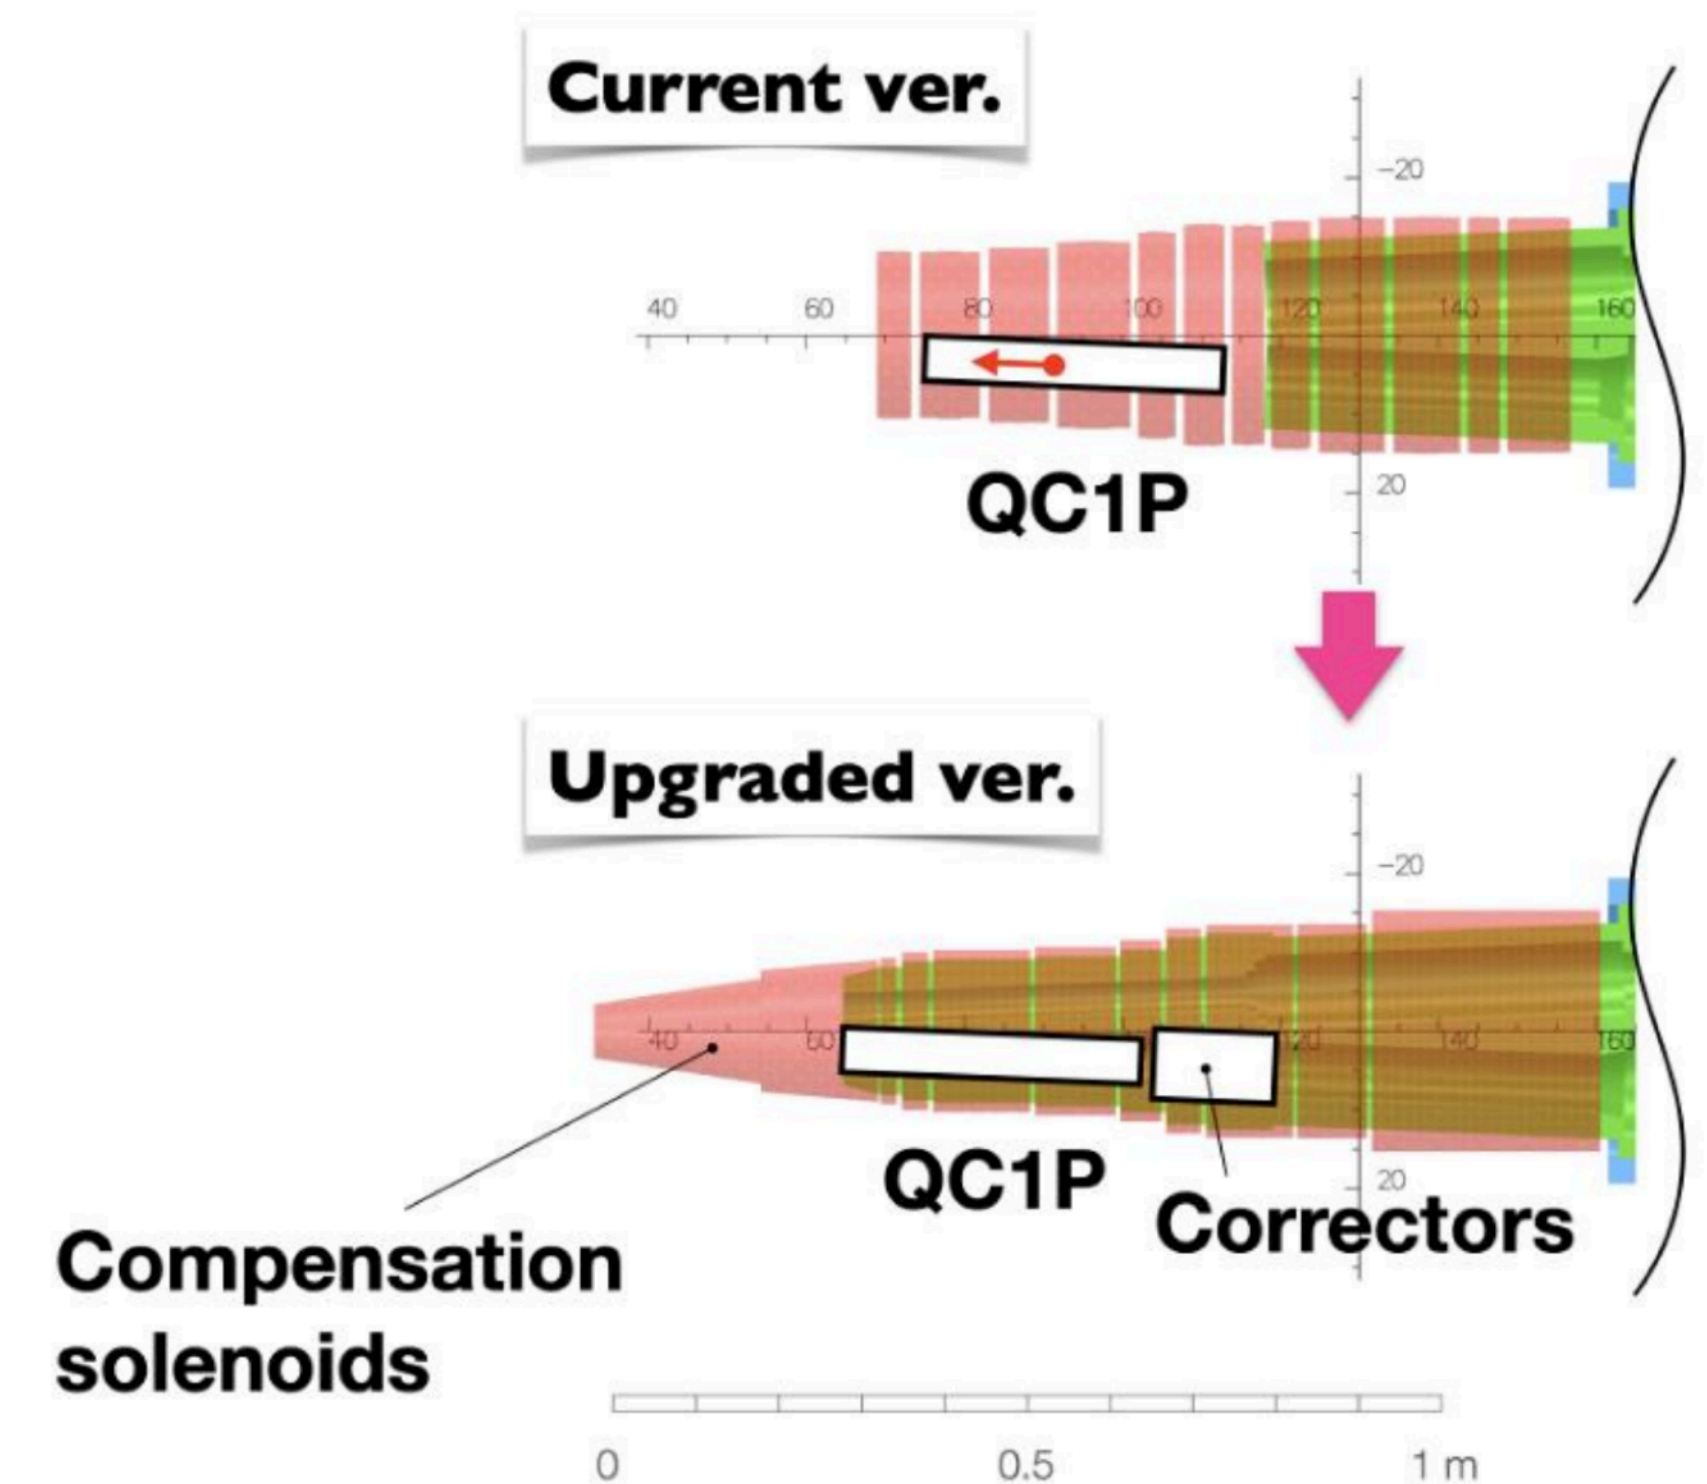 Current ver.
-20
40 60 80 100 120 140 160
QC1P
20
Upgraded ver.
-20
40 60 120 140 160
QC1P
20
Correctors
Compensation
solenoids
0 0.5 1 m